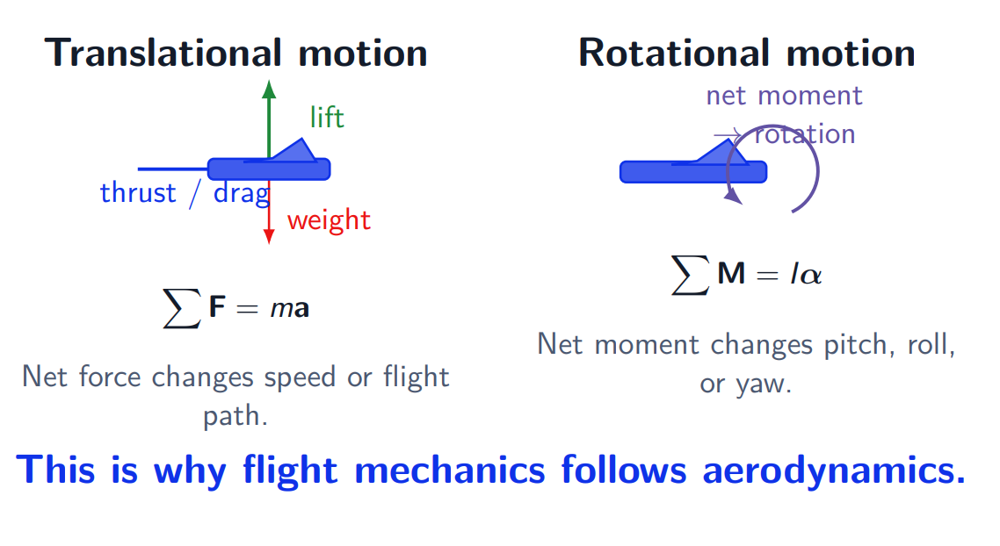 Translational motion
lift
thrust / drag
weight
∑ F = ma
Net force changes speed or flight
path.
Rotational motion
net moment
→ rotation
∑ M = Iα
Net moment changes pitch, roll,
or yaw.
This is why flight mechanics follows aerodynamics.